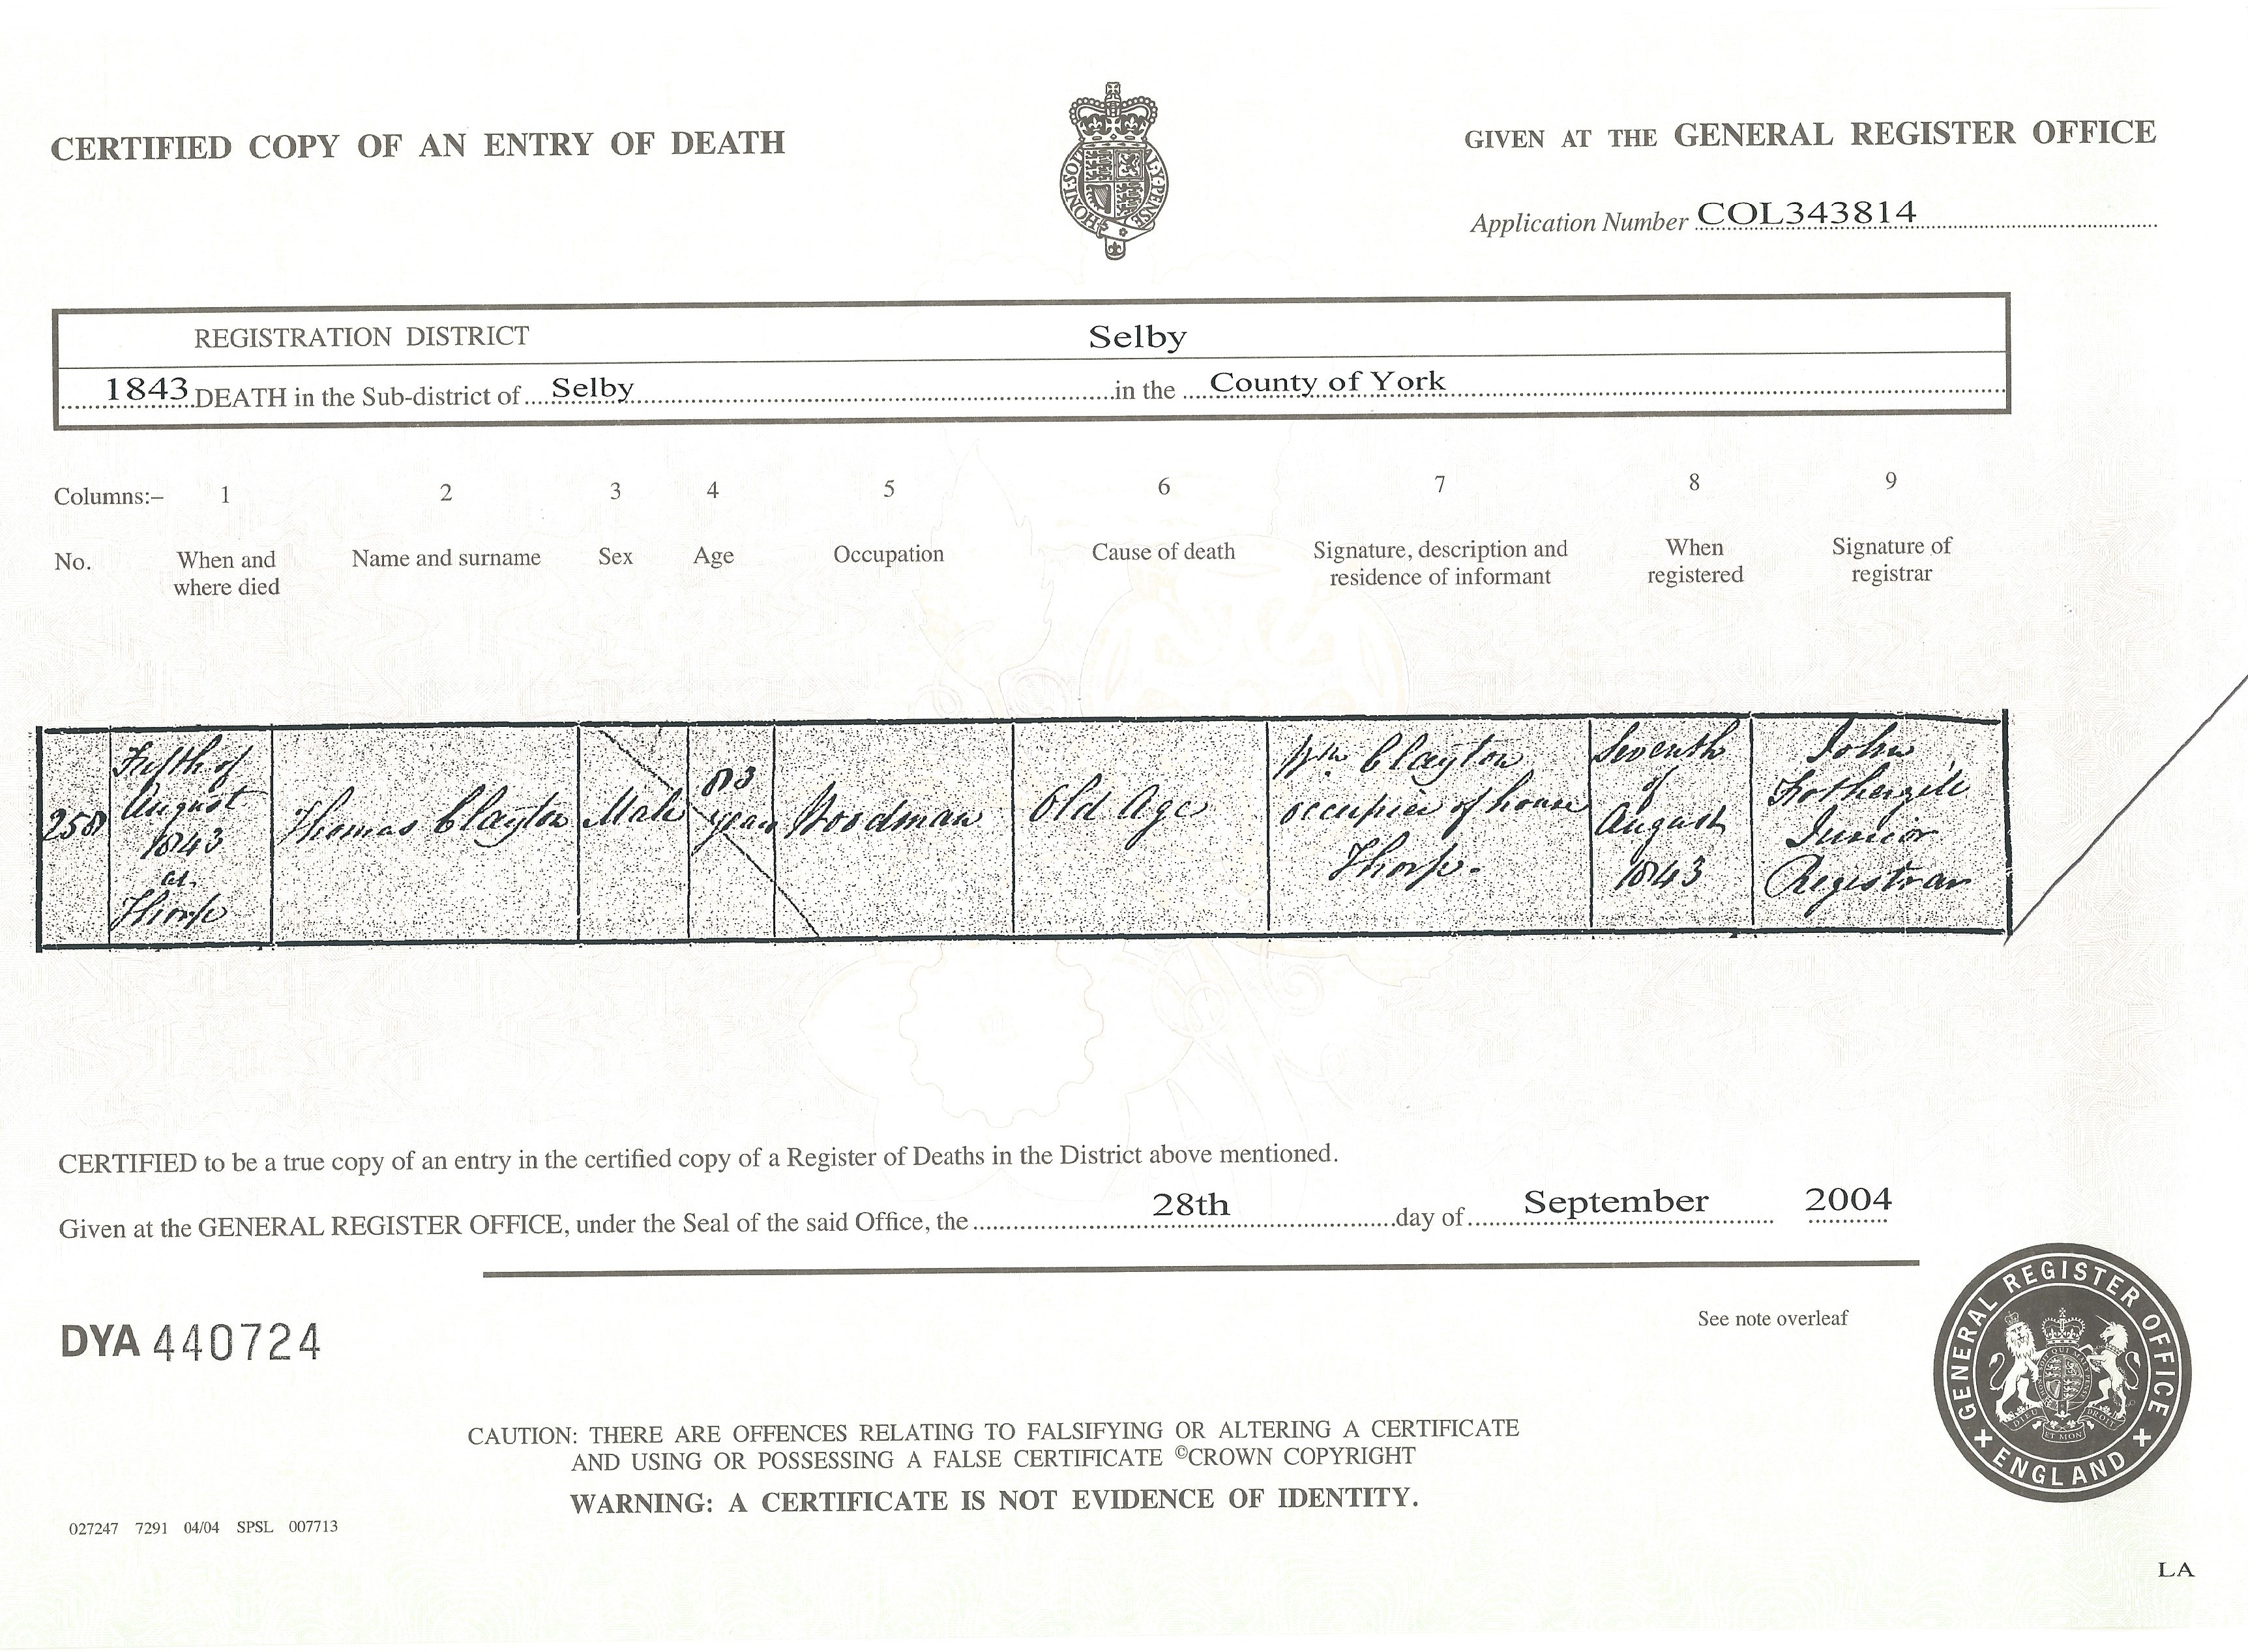 CERTIFIED COPY OF AN ENTRY OF DEATH
HONI·SOI AL·Y·PENSE
GIVEN AT THE GENERAL REGISTER OFFICE
Application Number COL343814
REGISTRATION DISTRICT Selby
1843 DEATH in the Sub-district of Selby in the County of York
Columns:– 1 2 3 4 5 6 7 8 9
No.
When and
where died
Name and surname
Sex
Age
Occupation
Cause of death
Signature, description and
residence of informant
When
registered
Signature of
registrar
258
Fifth of
August
1843
at
Thorpe
Thomas Clayton
Male
83
years
Woodman
Old Age
Wm Clayton
occupier of house
Thorpe.
Seventh
of
August
1843
John
Fothergill
Junior
Registrar
CERTIFIED to be a true copy of an entry in the certified copy of a Register of Deaths in the District above mentioned.
Given at the GENERAL REGISTER OFFICE, under the Seal of the said Office, the 28th day of September 2004
DYA 440724
See note overleaf
GENERAL REGISTER OFFICE
ENGLAND
DIEU ET MON DROIT
CAUTION: THERE ARE OFFENCES RELATING TO FALSIFYING OR ALTERING A CERTIFICATE
AND USING OR POSSESSING A FALSE CERTIFICATE ©CROWN COPYRIGHT
WARNING: A CERTIFICATE IS NOT EVIDENCE OF IDENTITY.
027247 7291 04/04 SPSL 007713
LA